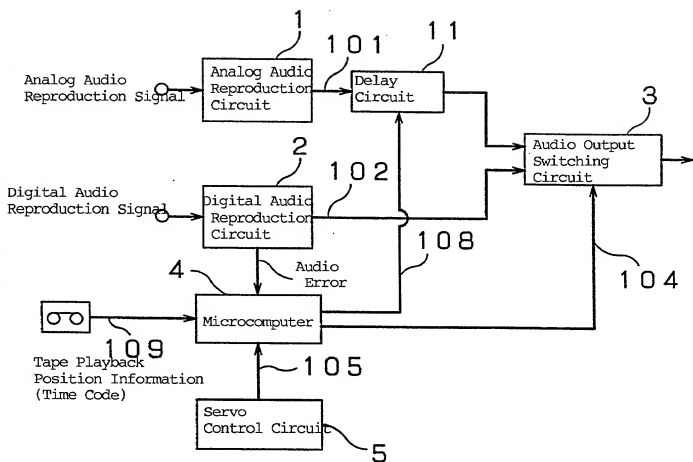 1
101
11
Analog Audio
Reproduction Signal
Analog Audio
Reproduction
Circuit
Delay
Circuit
3
Audio Output
Switching
Circuit
2
102
Digital Audio
Reproduction Signal
Digital Audio
Reproduction
Circuit
108
104
4
Audio
Error
Microcomputer
109
105
Tape Playback
Position Information
(Time Code)
Servo
Control Circuit
5